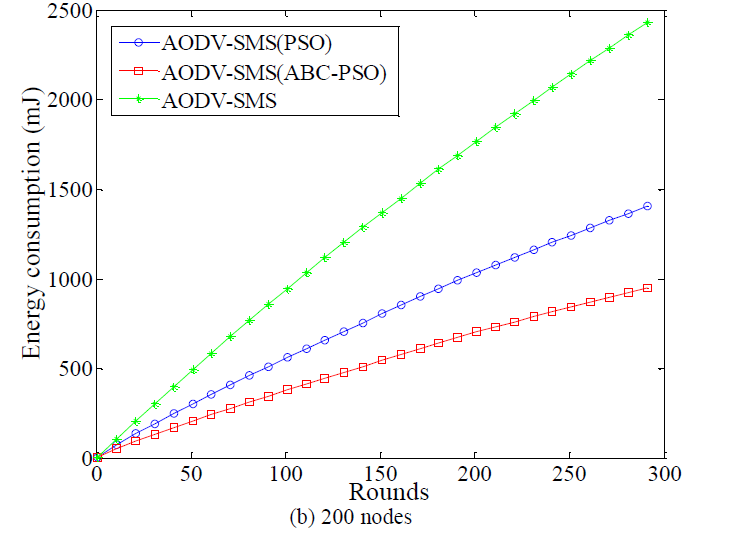 2500
2000
1500
1000
500
0
Energy consumption (mJ)
AODV-SMS(PSO)
AODV-SMS(ABC-PSO)
AODV-SMS
0
50
100
150
200
250
300
Rounds
(b) 200 nodes